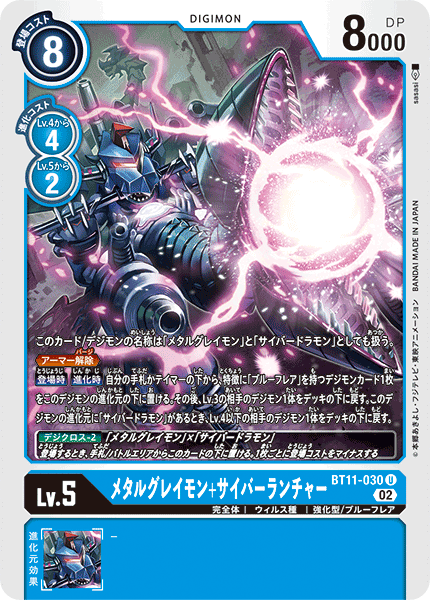 登場コスト
8
DIGIMON
DP
8000
進化コスト
Lv.4から
4
Lv.5から
2
sasasi
©本郷あきよし・フジテレビ・東映アニメーション BANDAI MADE IN JAPAN
このカード/デジモンの名称は「メタルグレイモン」と「サイバードラモン」としても扱う。
アーマー解除
登場時 進化時 自分の手札かテイマーの下から、特徴に「ブルーフレア」を持つデジモンカード1枚
をこのデジモンの進化元の下に置ける。その後、Lv.3の相手のデジモン1体をデッキの下に戻す。このデ
ジモンの進化元に「サイバードラモン」があるとき、Lv.4以下の相手のデジモン1体をデッキの下に戻す。
デジクロス-2 「メタルグレイモン」×「サイバードラモン」
登場するとき、手札/バトルエリアからこのカードの下に置ける。1枚ごとに登場コストをマイナスする
Lv.5
メタルグレイモン+サイバーランチャー
BT11-030 U
02
完全体 | ウィルス種 | 強化型/ブルーフレア
進化元効果
-